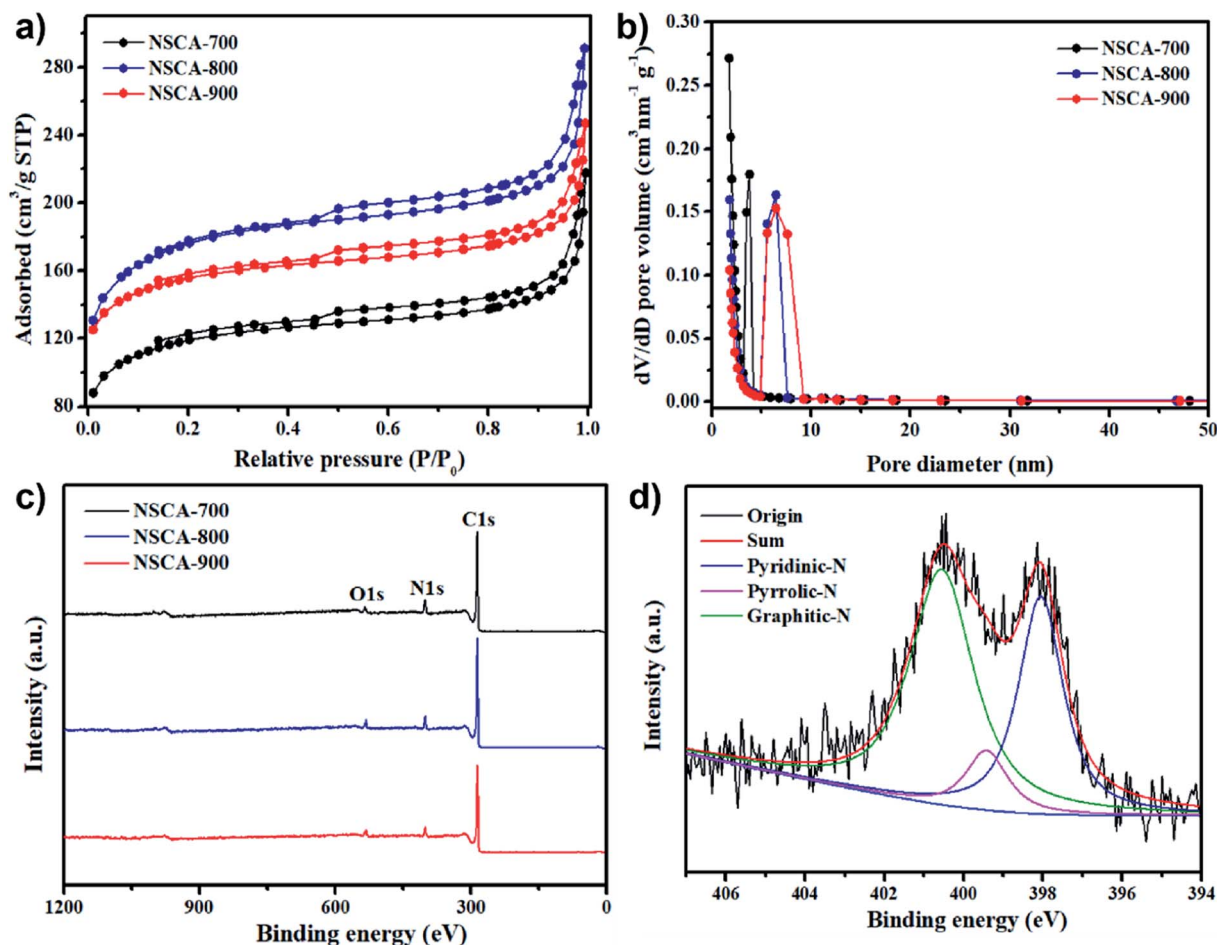 a)
NSCA-700
NSCA-800
NSCA-900
Adsorbed (cm³/g STP)
280
240
200
160
120
80
0.0 0.2 0.4 0.6 0.8 1.0
Relative pressure (P/P₀)
b)
NSCA-700
NSCA-800
NSCA-900
dV/dD pore volume (cm³nm⁻¹ g⁻¹)
0.30
0.25
0.20
0.15
0.10
0.05
0.00
0 10 20 30 40 50
Pore diameter (nm)
c)
NSCA-700
NSCA-800
NSCA-900
C1s
O1s N1s
Intensity (a.u.)
1200 900 600 300 0
Binding energy (eV)
d)
Origin
Sum
Pyridinic-N
Pyrrolic-N
Graphitic-N
Intensity (a.u.)
406 404 402 400 398 396 394
Binding energy (eV)